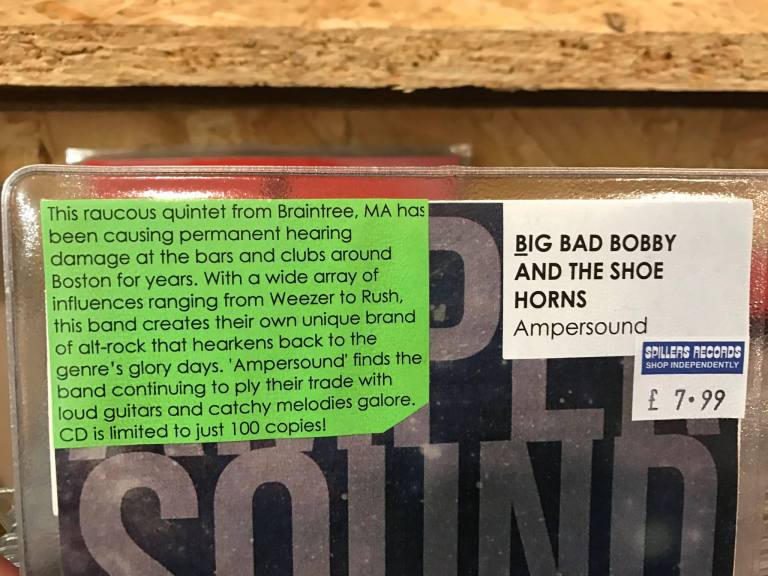 This raucous quintet from Braintree, MA has
been causing permanent hearing
damage at the bars and clubs around
Boston for years. With a wide array of
influences ranging from Weezer to Rush,
this band creates their own unique brand
of alt-rock that hearkens back to the
genre's glory days. 'Ampersound' finds the
band continuing to ply their trade with
loud guitars and catchy melodies galore.
CD is limited to just 100 copies!
BIG BAD BOBBY
AND THE SHOE
HORNS
Ampersound
SPILLERS RECORDS
SHOP INDEPENDENTLY
£ 7.99
SOUND